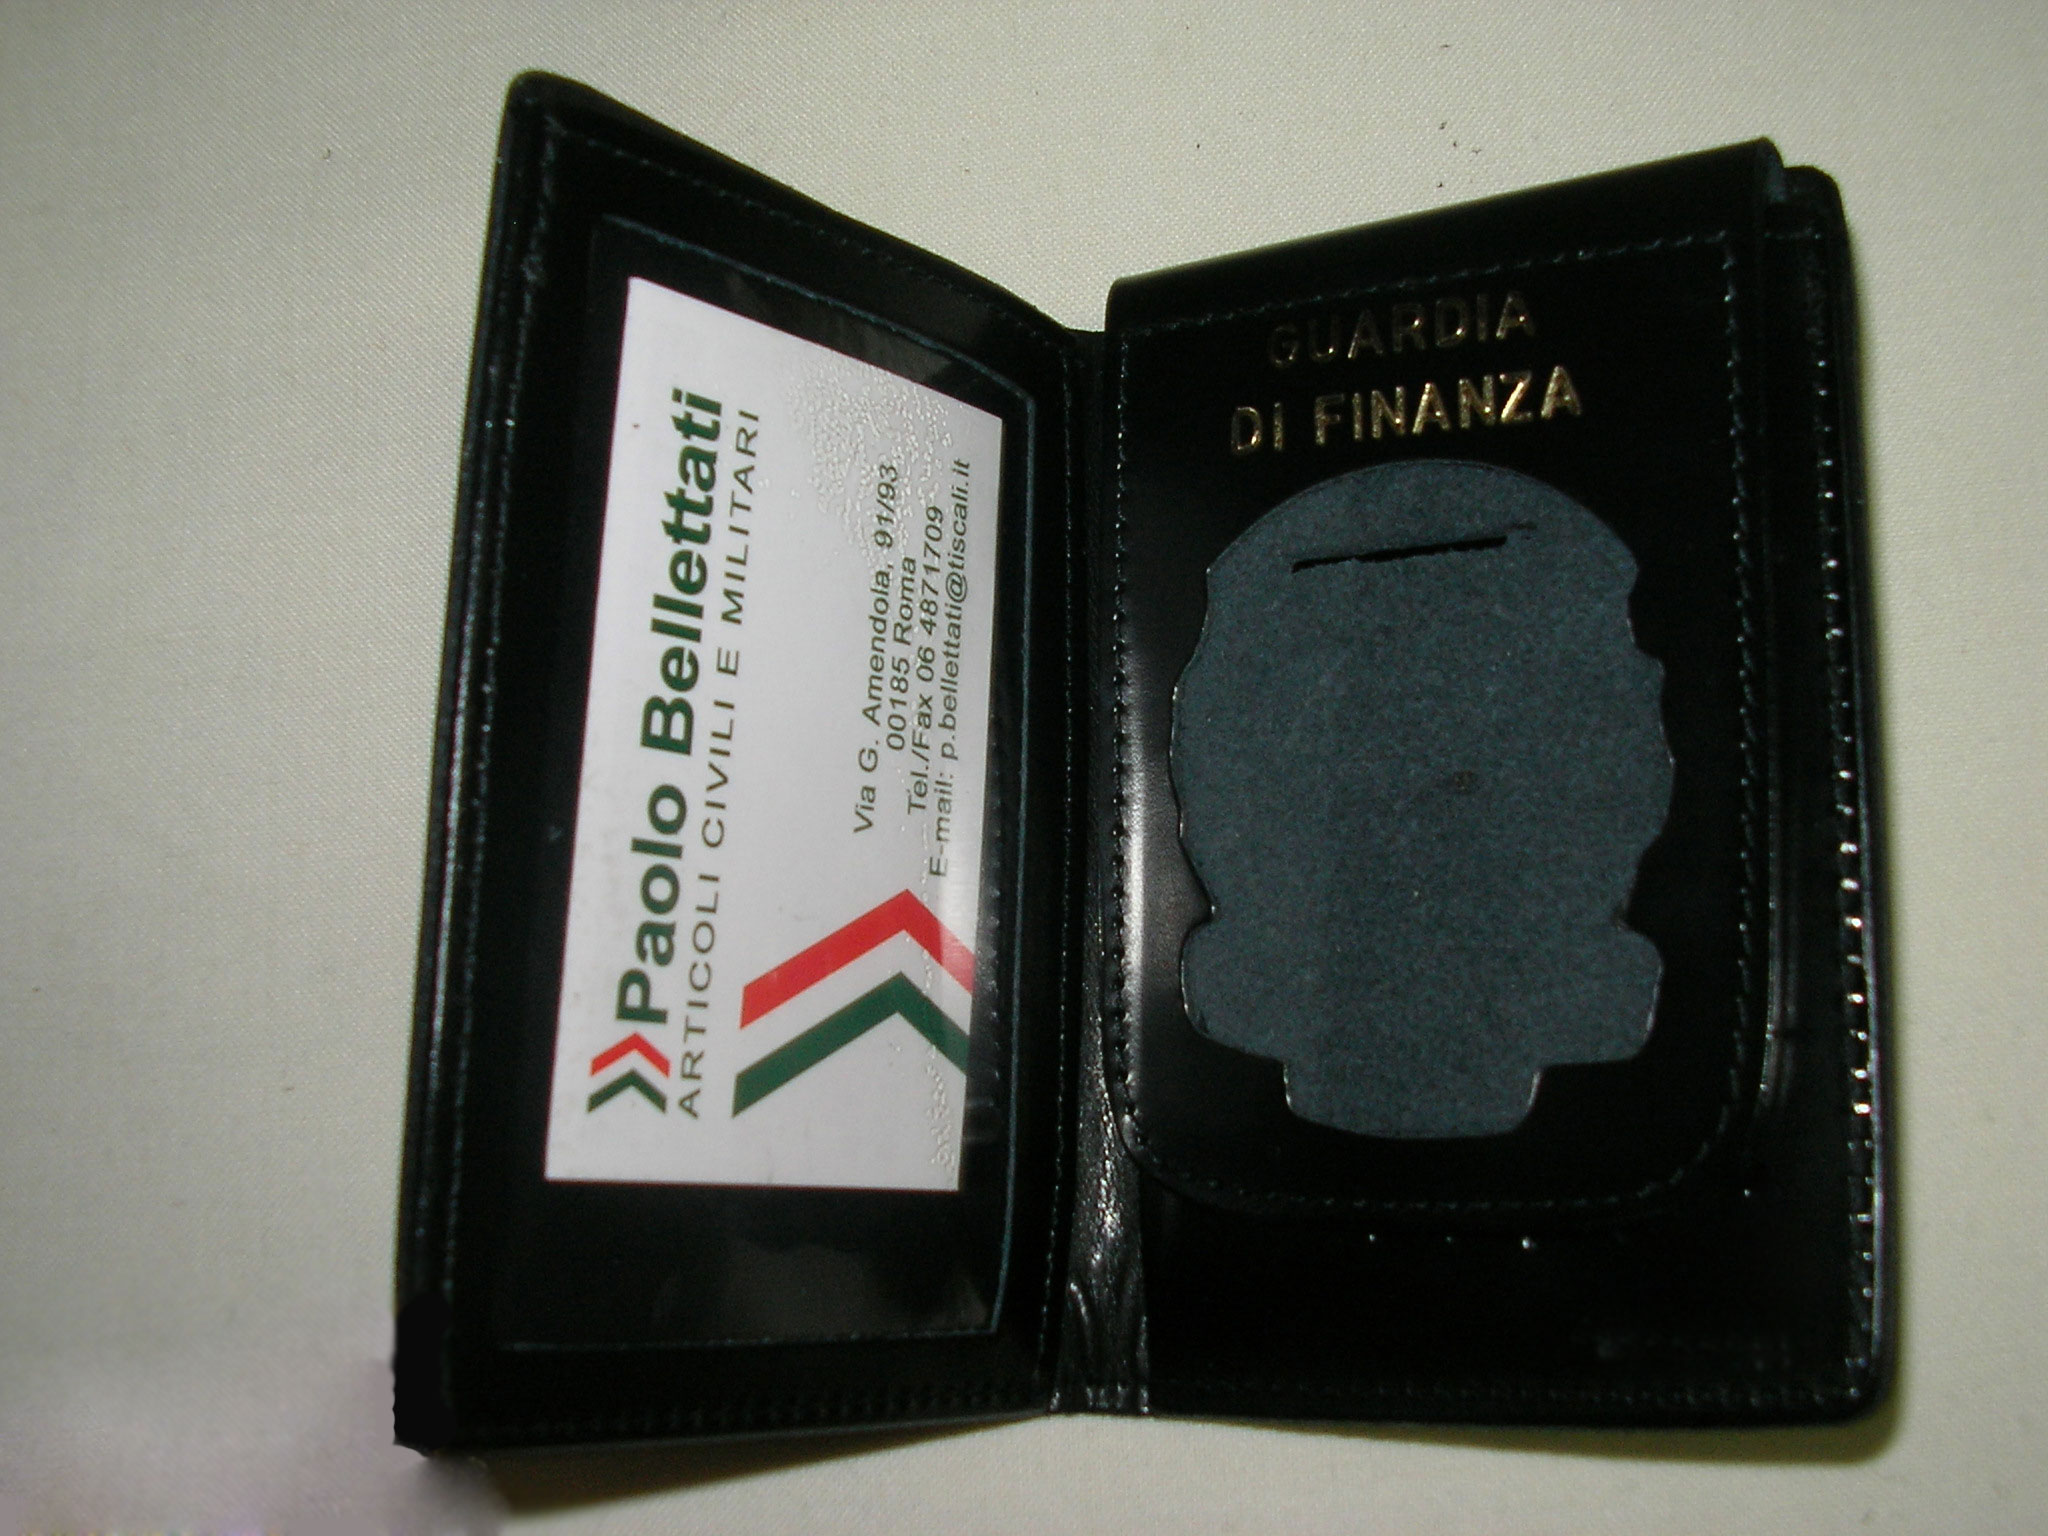 Paolo Bellettati
ARTICOLI CIVILI E MILITARI
Via G. Amendola, 91/93
00185 Roma
Tel./Fax 06 4871709
E-mail: p.bellettati@tiscali.it
GUARDIA
DI FINANZA